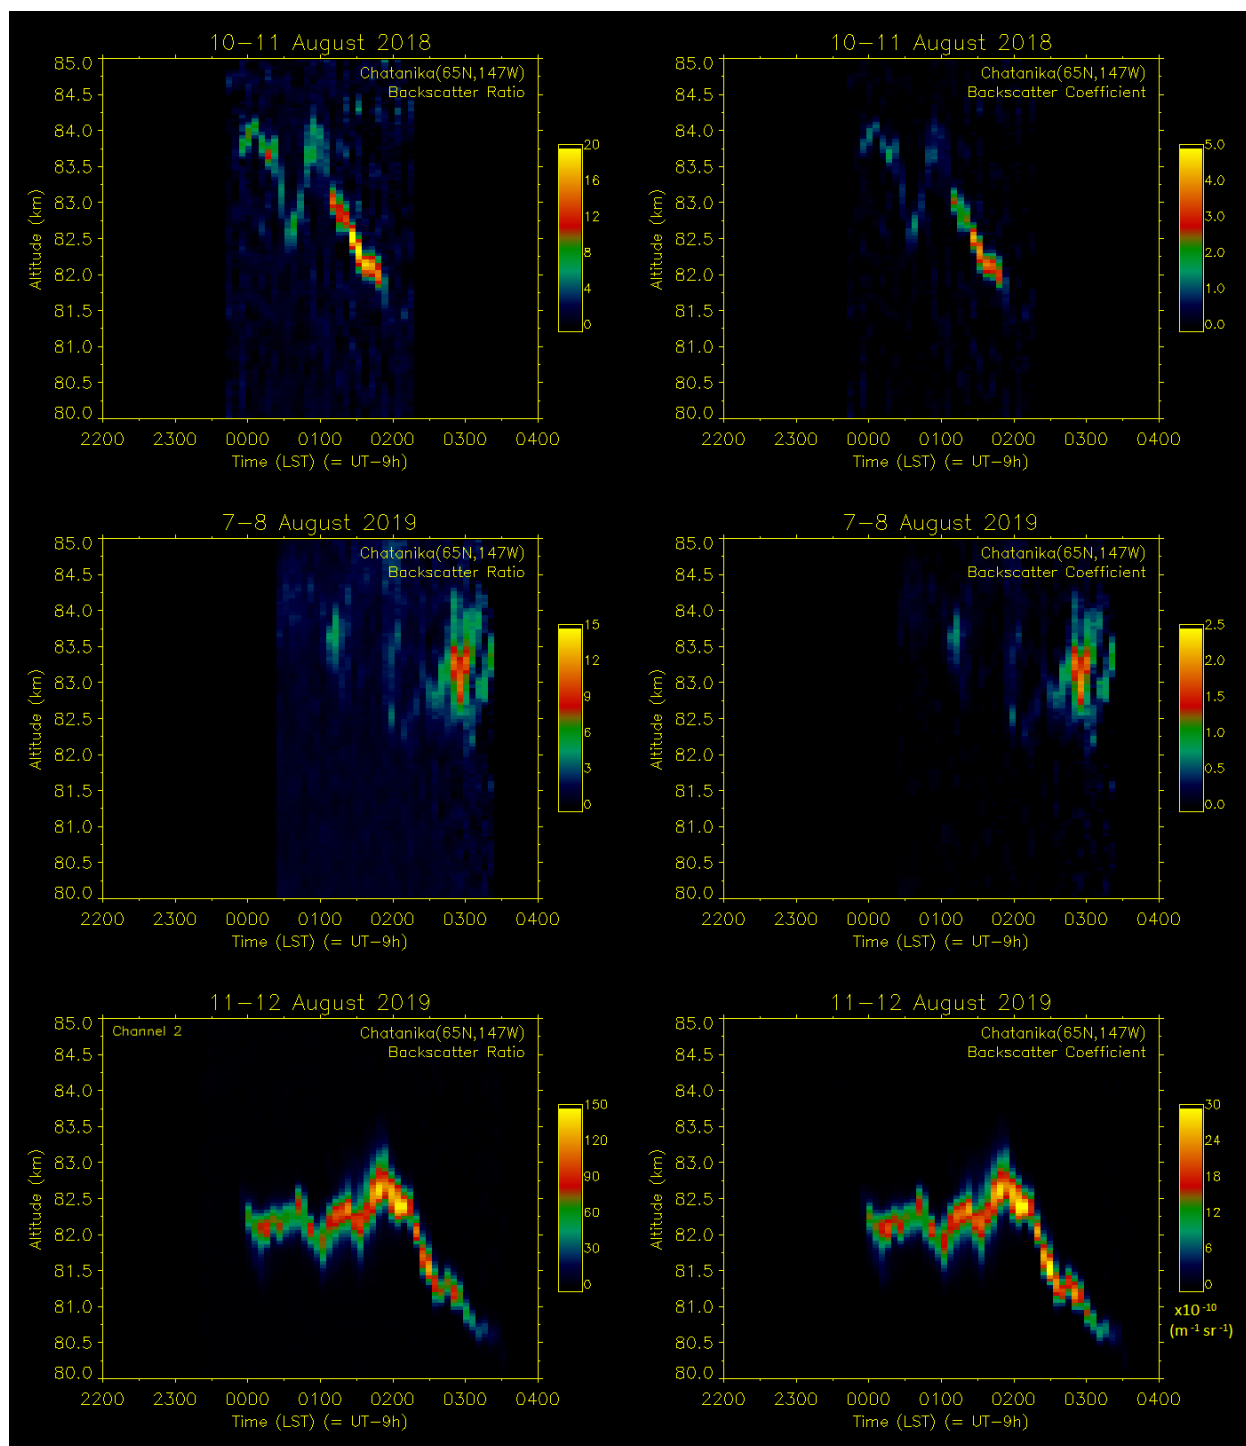 10-11 August 2018
Chatanika(65N,147W)
Backscatter Ratio
Altitude (km)
85.0
84.5
84.0
83.5
83.0
82.5
82.0
81.5
81.0
80.5
80.0
2200 2300 0000 0100 0200 0300 0400
Time (LST) (= UT-9h)
20
16
12
8
4
0
10-11 August 2018
Chatanika(65N,147W)
Backscatter Coefficient
Altitude (km)
85.0
84.5
84.0
83.5
83.0
82.5
82.0
81.5
81.0
80.5
80.0
2200 2300 0000 0100 0200 0300 0400
Time (LST) (= UT-9h)
5.0
4.0
3.0
2.0
1.0
0.0
7-8 August 2019
Chatanika(65N,147W)
Backscatter Ratio
Altitude (km)
85.0
84.5
84.0
83.5
83.0
82.5
82.0
81.5
81.0
80.5
80.0
2200 2300 0000 0100 0200 0300 0400
Time (LST) (= UT-9h)
15
12
9
6
3
0
7-8 August 2019
Chatanika(65N,147W)
Backscatter Coefficient
Altitude (km)
85.0
84.5
84.0
83.5
83.0
82.5
82.0
81.5
81.0
80.5
80.0
2200 2300 0000 0100 0200 0300 0400
Time (LST) (= UT-9h)
2.5
2.0
1.5
1.0
0.5
0.0
11-12 August 2019
Channel 2
Chatanika(65N,147W)
Backscatter Ratio
Altitude (km)
85.0
84.5
84.0
83.5
83.0
82.5
82.0
81.5
81.0
80.5
80.0
2200 2300 0000 0100 0200 0300 0400
Time (LST) (= UT-9h)
150
120
90
60
30
0
11-12 August 2019
Chatanika(65N,147W)
Backscatter Coefficient
Altitude (km)
85.0
84.5
84.0
83.5
83.0
82.5
82.0
81.5
81.0
80.5
80.0
2200 2300 0000 0100 0200 0300 0400
Time (LST) (= UT-9h)
30
24
18
12
6
0
x10⁻¹⁰
(m⁻¹ sr⁻¹)